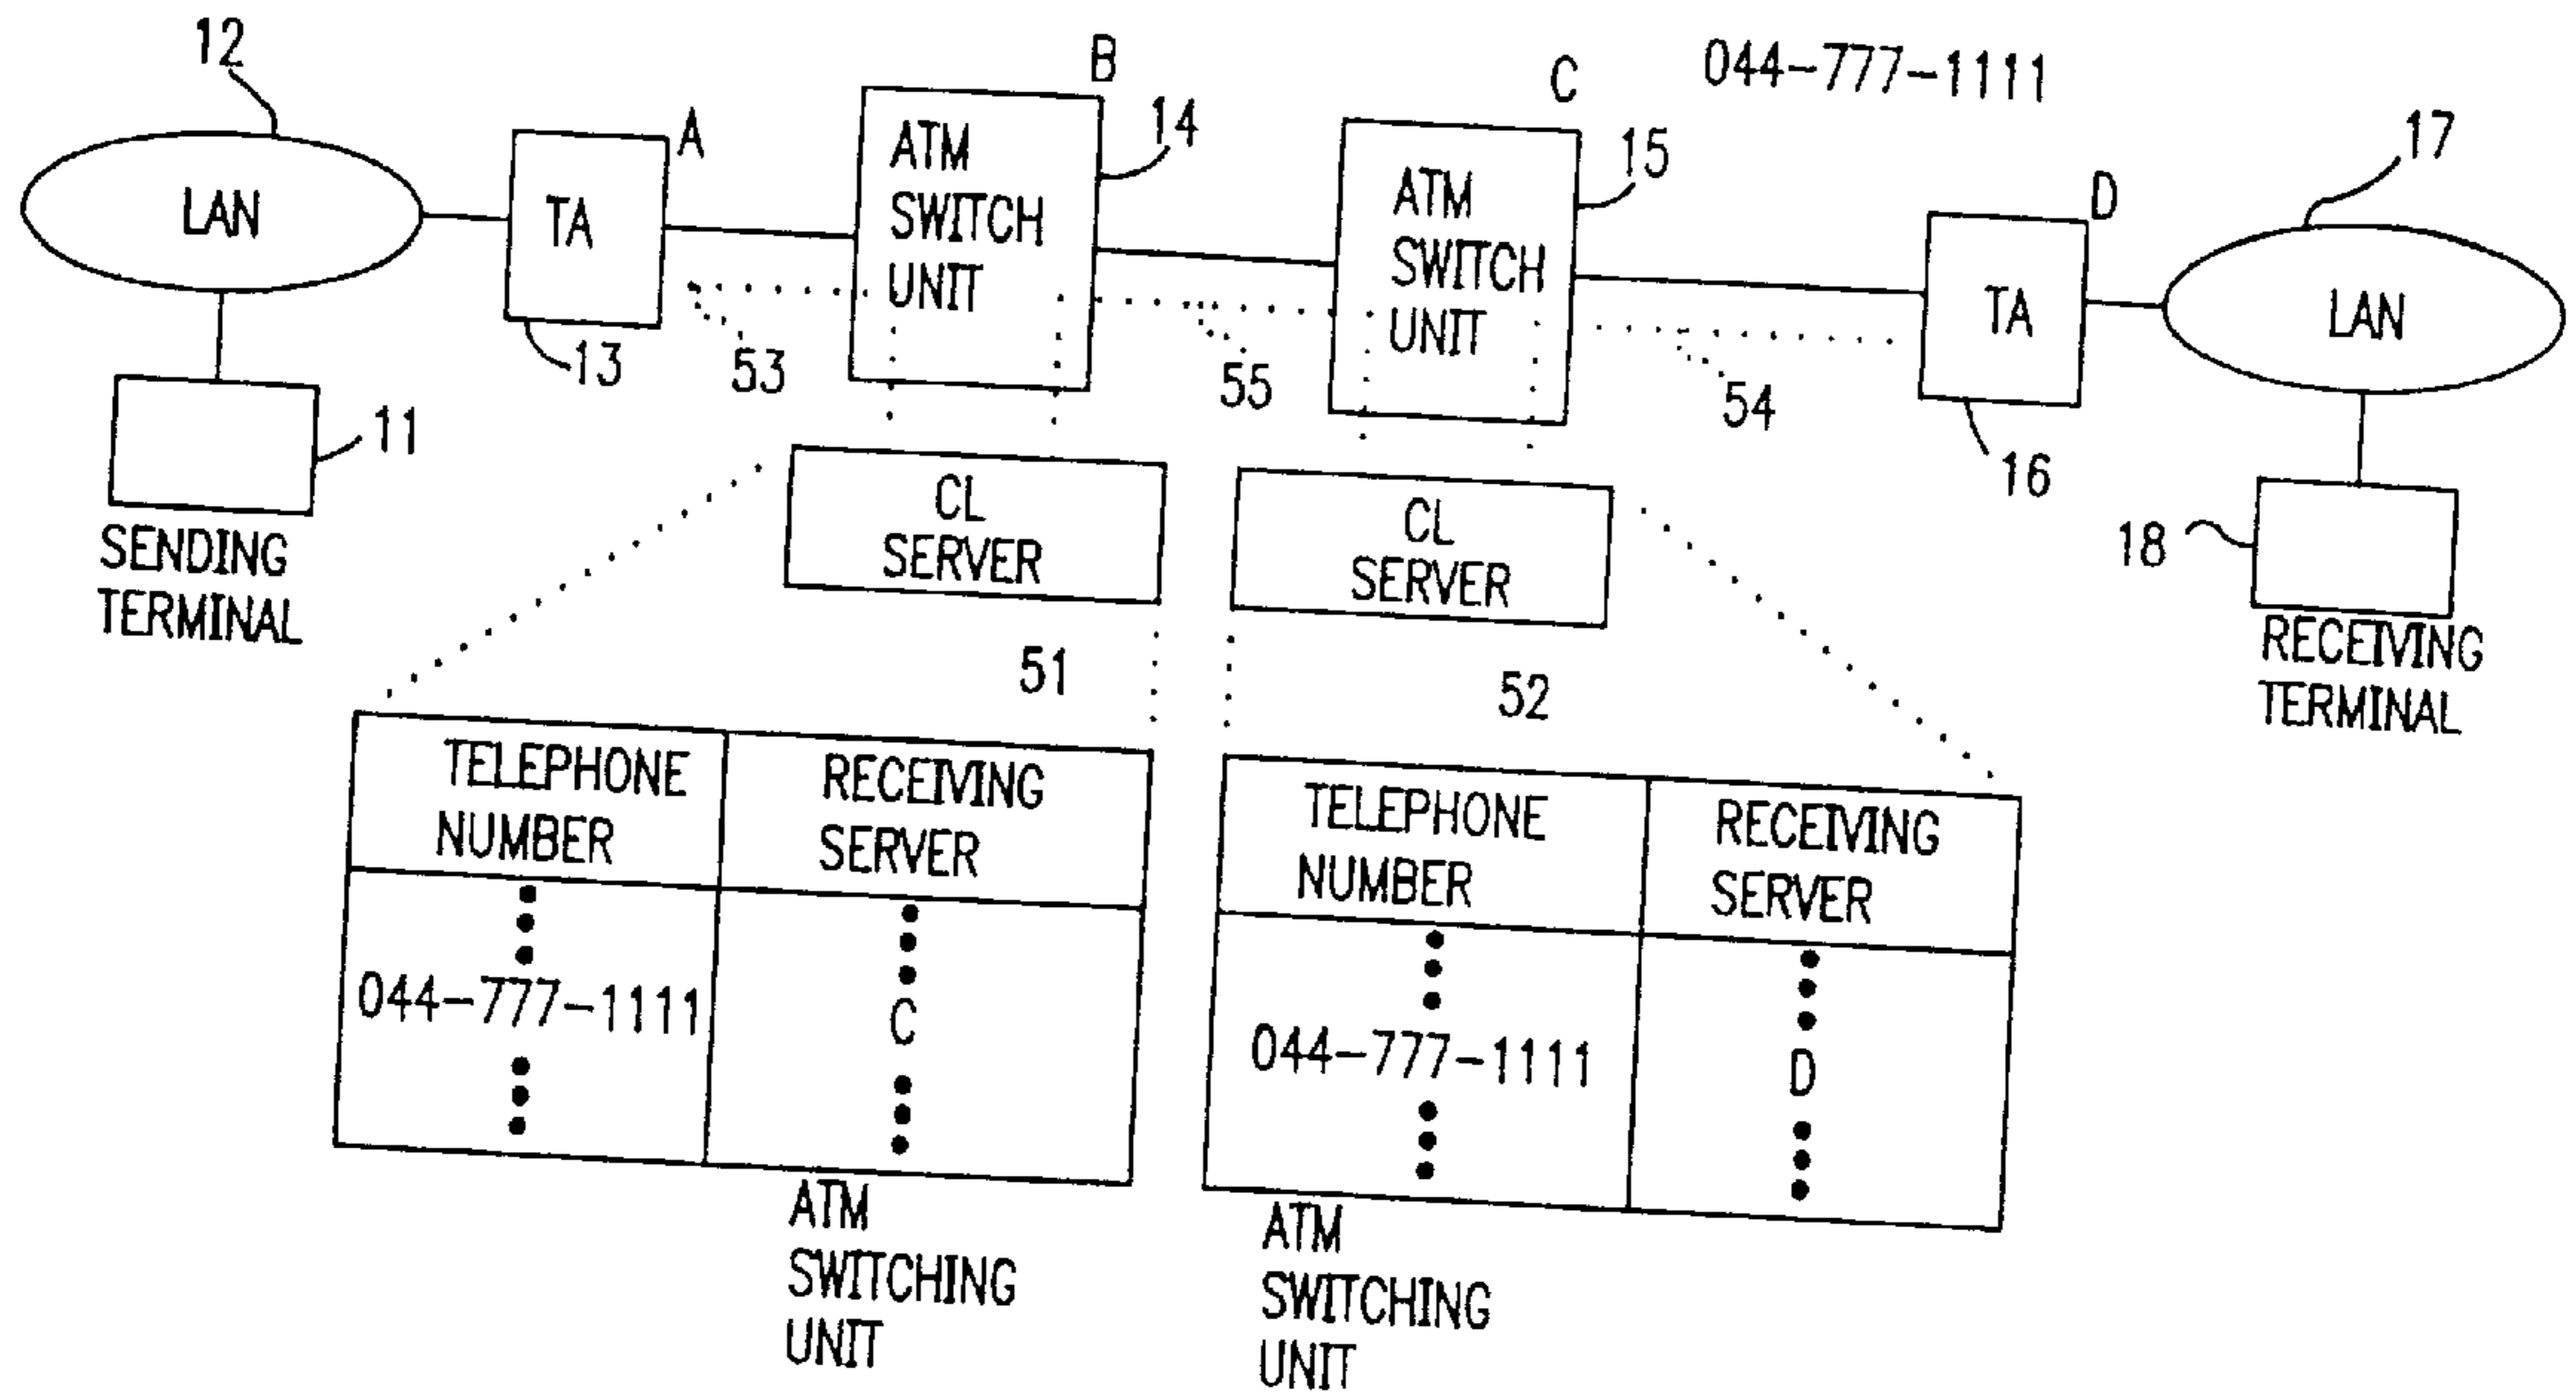 12
B
C
044-777-1111
LAN
TA
A
ATM
SWITCH
UNIT
14
ATM
SWITCH
UNIT
15
D
17
TA
LAN
13
53
55
54
16
11
SENDING
TERMINAL
CL
SERVER
CL
SERVER
18
RECEIVING
TERMINAL
51
52
TELEPHONE
NUMBER
RECEIVING
SERVER
044-777-1111
C
ATM
SWITCHING
UNIT
TELEPHONE
NUMBER
RECEIVING
SERVER
044-777-1111
D
ATM
SWITCHING
UNIT